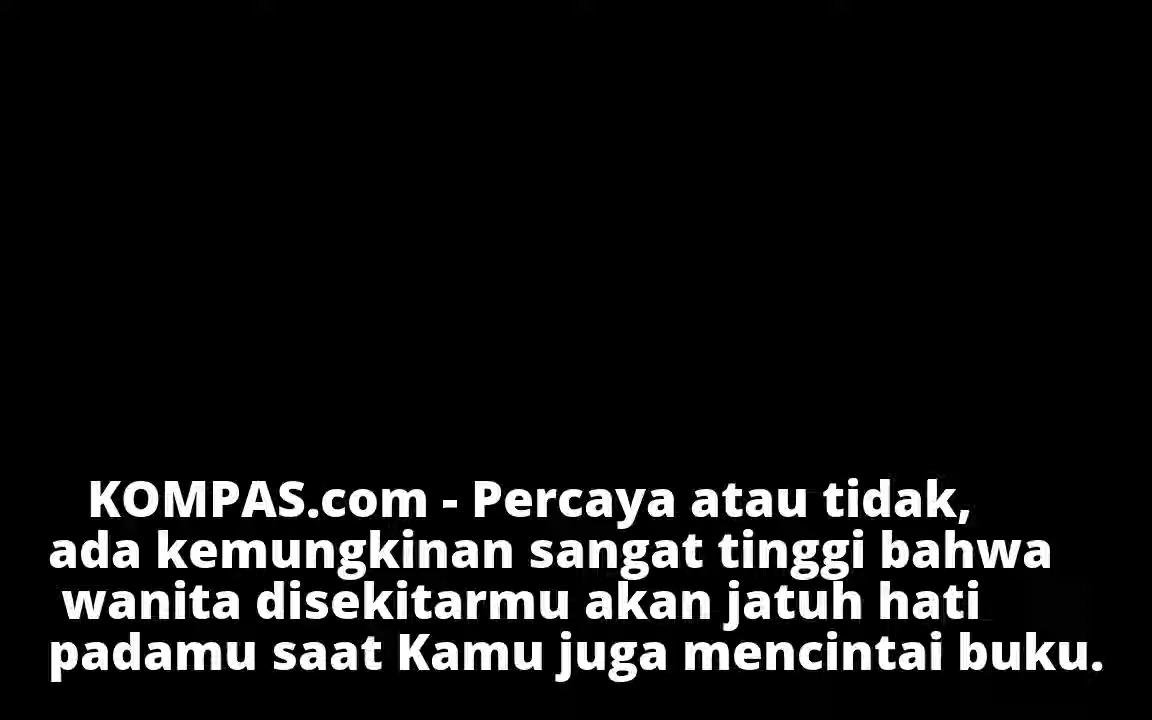 KOMPAS.com - Percaya atau tidak,
ada kemungkinan sangat tinggi bahwa
wanita disekitarmu akan jatuh hati
padamu saat Kamu juga mencintai buku.